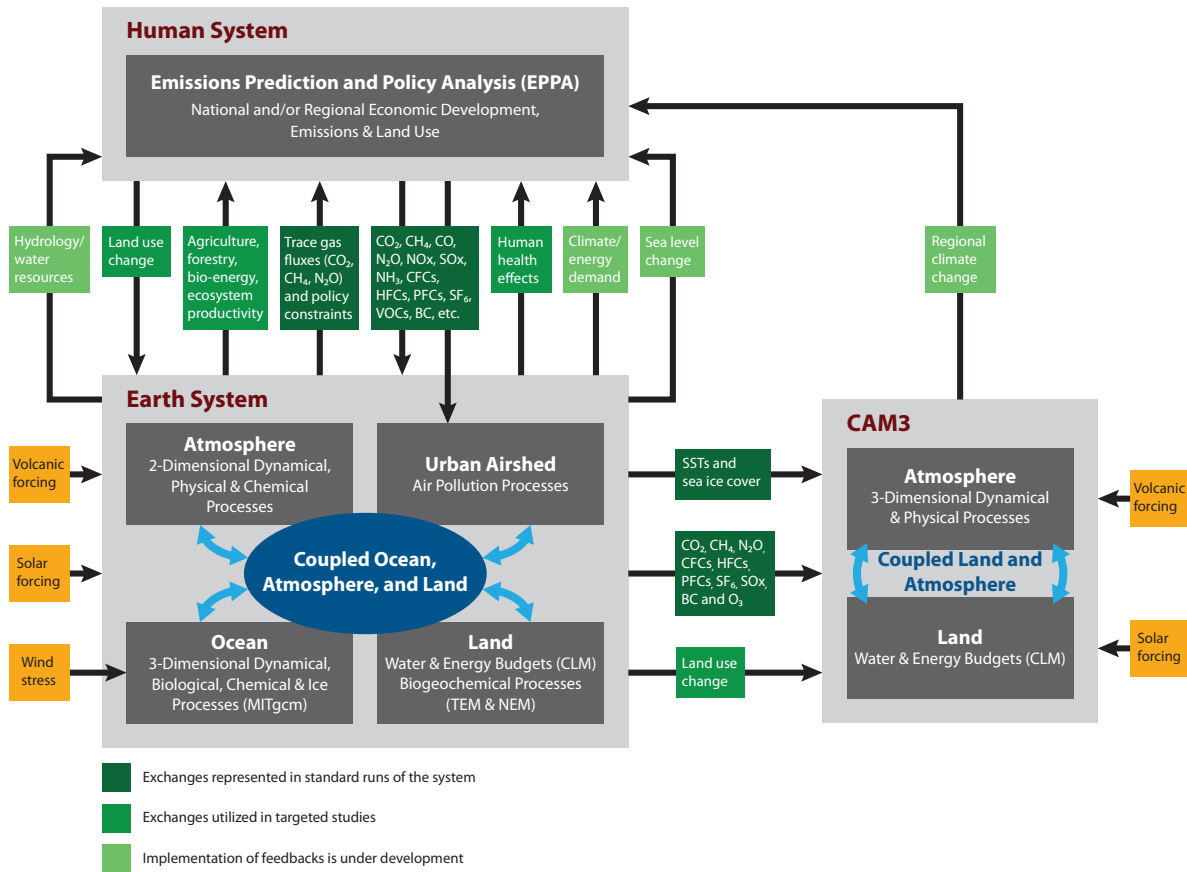 Human System
Emissions Prediction and Policy Analysis (EPPA)
National and/or Regional Economic Development,
Emissions & Land Use
Hydrology/
water
resources
Land use
change
Agriculture,
forestry,
bio-energy,
ecosystem
productivity
Trace gas
fluxes (CO₂,
CH₄, N₂O)
and policy
constraints
CO₂, CH₄, CO,
N₂O, NOx, SOx,
NH₃, CFCs,
HFCs, PFCs, SF₆,
VOCs, BC, etc.
Human
health
effects
Climate/
energy
demand
Sea level
change
Regional
climate
change
Earth System
Atmosphere
2-Dimensional Dynamical,
Physical & Chemical
Processes
Urban Airshed
Air Pollution Processes
Coupled Ocean,
Atmosphere, and Land
Ocean
3-Dimensional Dynamical,
Biological, Chemical & Ice
Processes (MITgcm)
Land
Water & Energy Budgets (CLM)
Biogeochemical Processes
(TEM & NEM)
Volcanic
forcing
Solar
forcing
Wind
stress
SSTs and
sea ice cover
CO₂, CH₄, N₂O,
CFCs, HFCs,
PFCs, SF₆, SOx,
BC and O₃
Land use
change
CAM3
Atmosphere
3-Dimensional Dynamical
& Physical Processes
Coupled Land and
Atmosphere
Land
Water & Energy Budgets (CLM)
Volcanic
forcing
Solar
forcing
Exchanges represented in standard runs of the system
Exchanges utilized in targeted studies
Implementation of feedbacks is under development